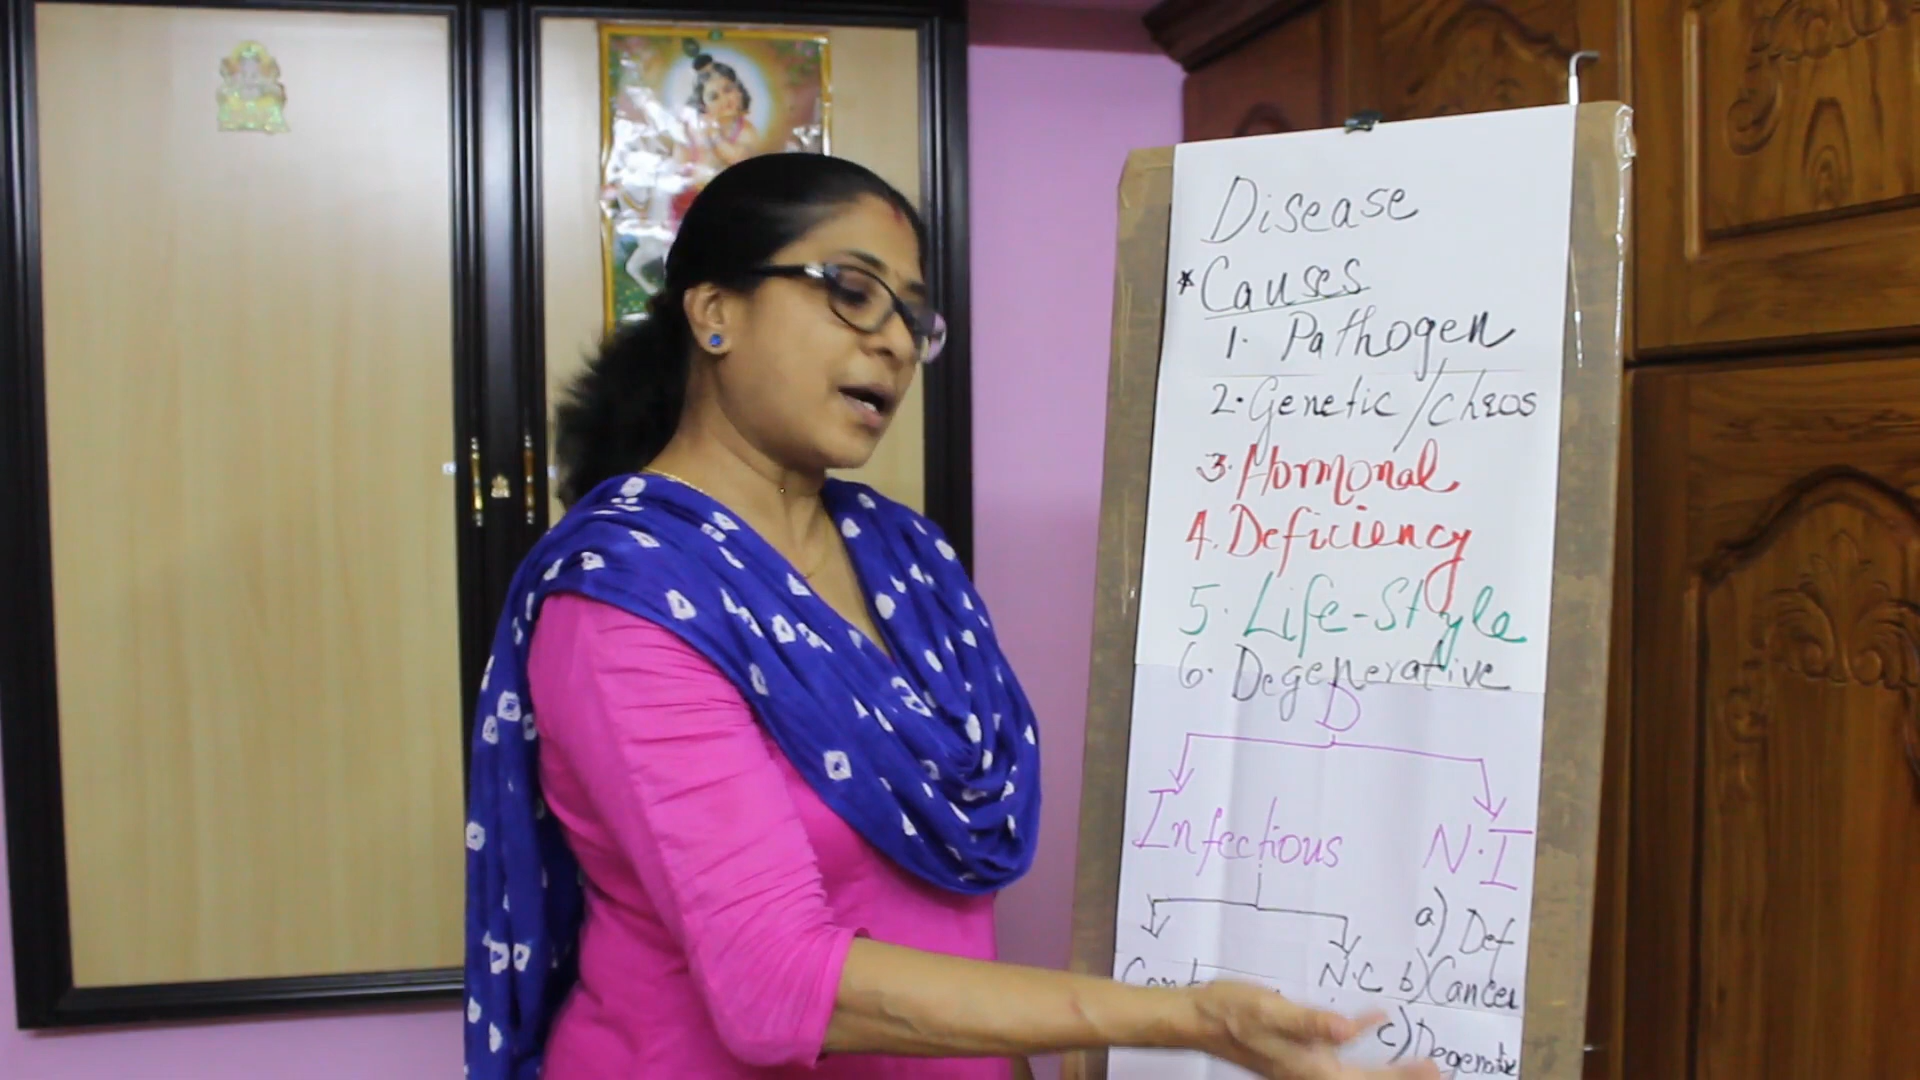 Disease
* Causes
1. Pathogen
2. Genetic/chros
3. Hormonal
4. Deficiency
5. Life-Style
6. Degenerative
D
Infectious N.I
a) Def
N.C b) Cancer
c)